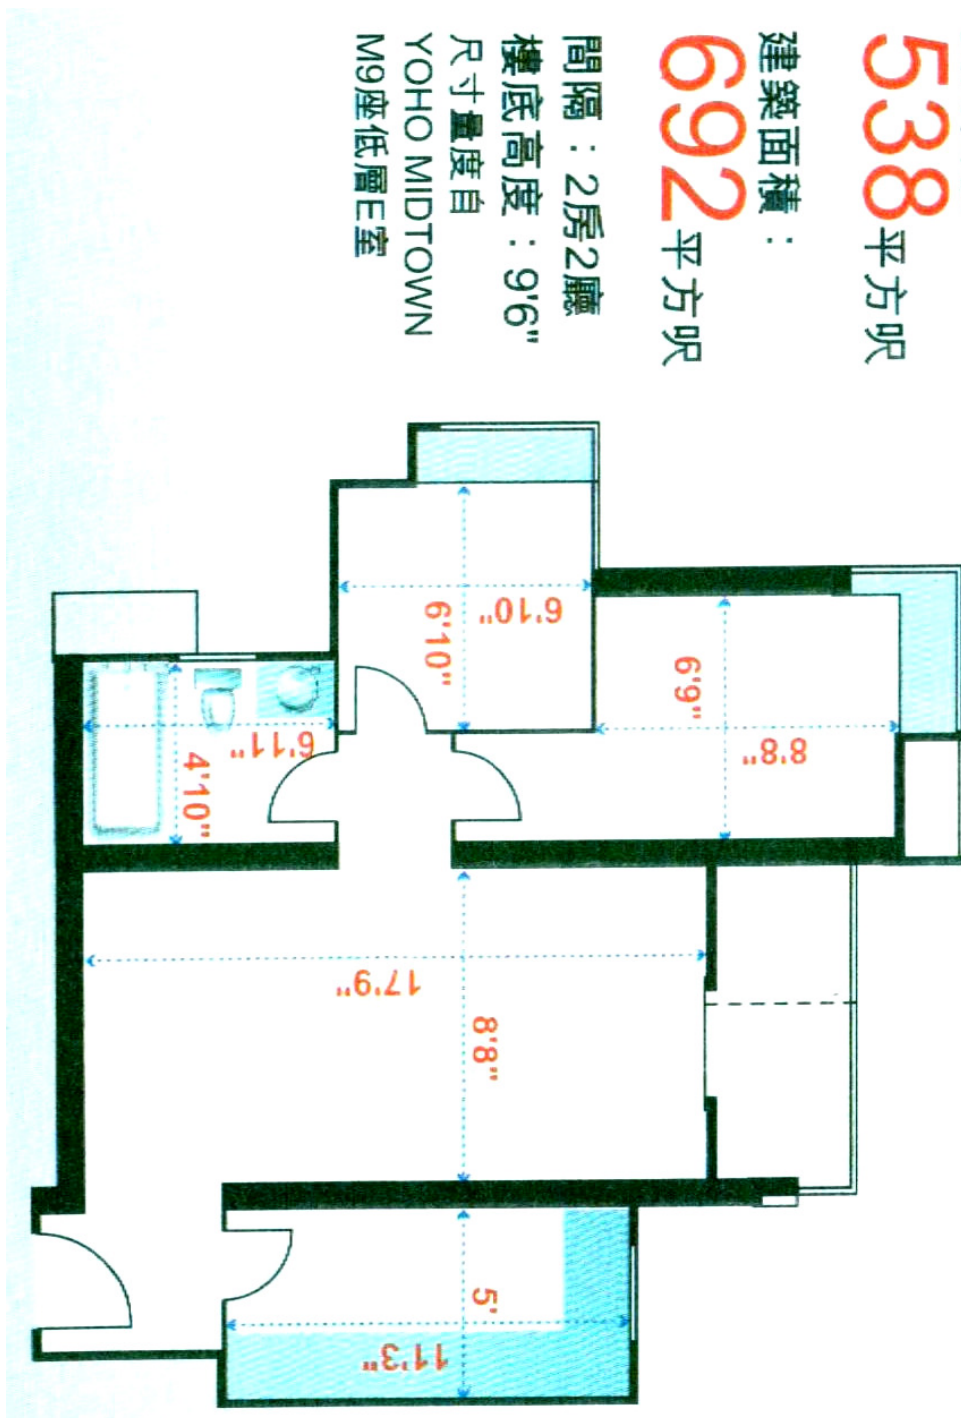 538平方呎
建築面積：
692平方呎
間隔：2房2廳
樓底高度：9'6"
尺寸量度自
YOHO MIDTOWN
M9座低層E室
6'10"
6'10"
6'9"
8'8"
6'11"
4'10"
17'9"
8'8"
5'
11'3"